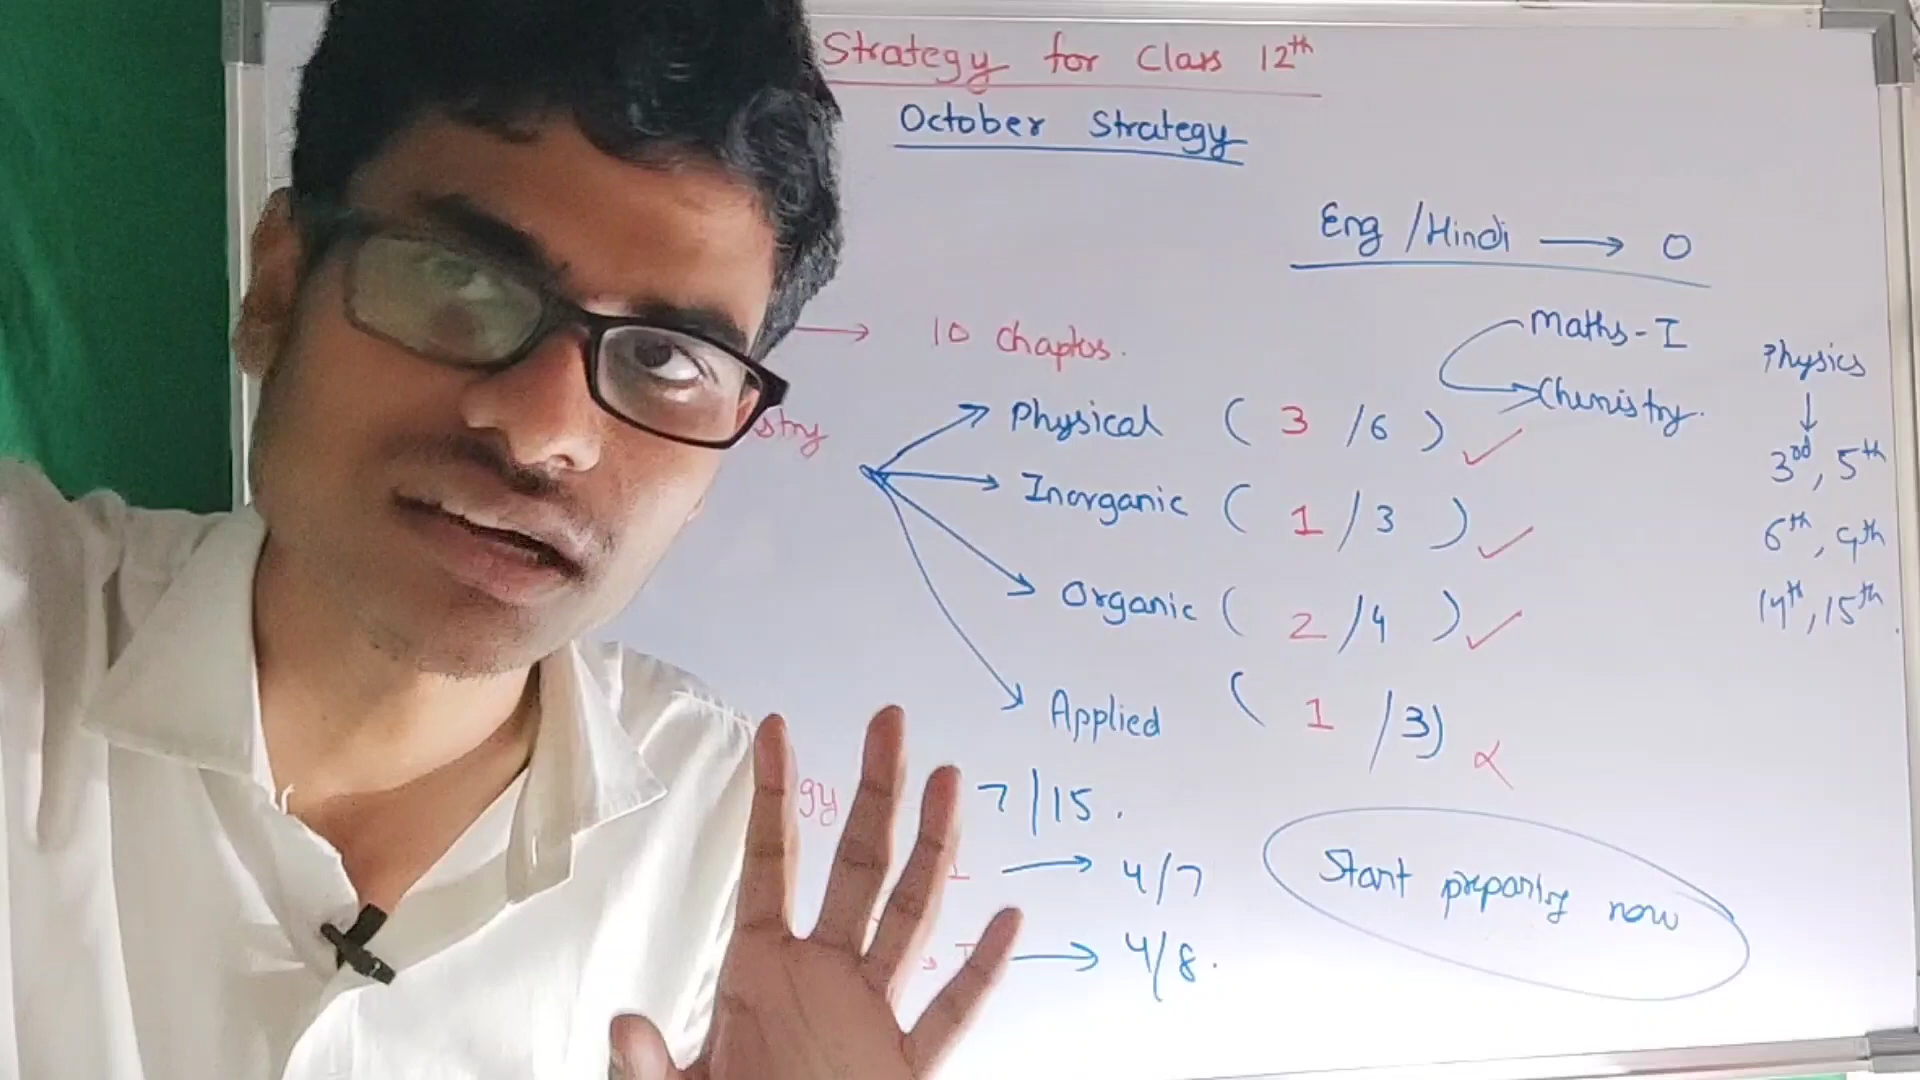 Strategy for Class 12th
October Strategy
Eng / Hindi → 0
→ 10 Chaptos.
Maths - I
Chemistry.
Physics
↓
3rd, 5th
6th, 9th
14th, 15th
stry
Physical ( 3 / 6 ) ✓
Inorganic ( 1 / 3 ) ✓
Organic ( 2 / 4 ) ✓
Applied ( 1 / 3 )
gy 7 / 15 .
I → 4/7
I → 4/8 .
Start preparing now